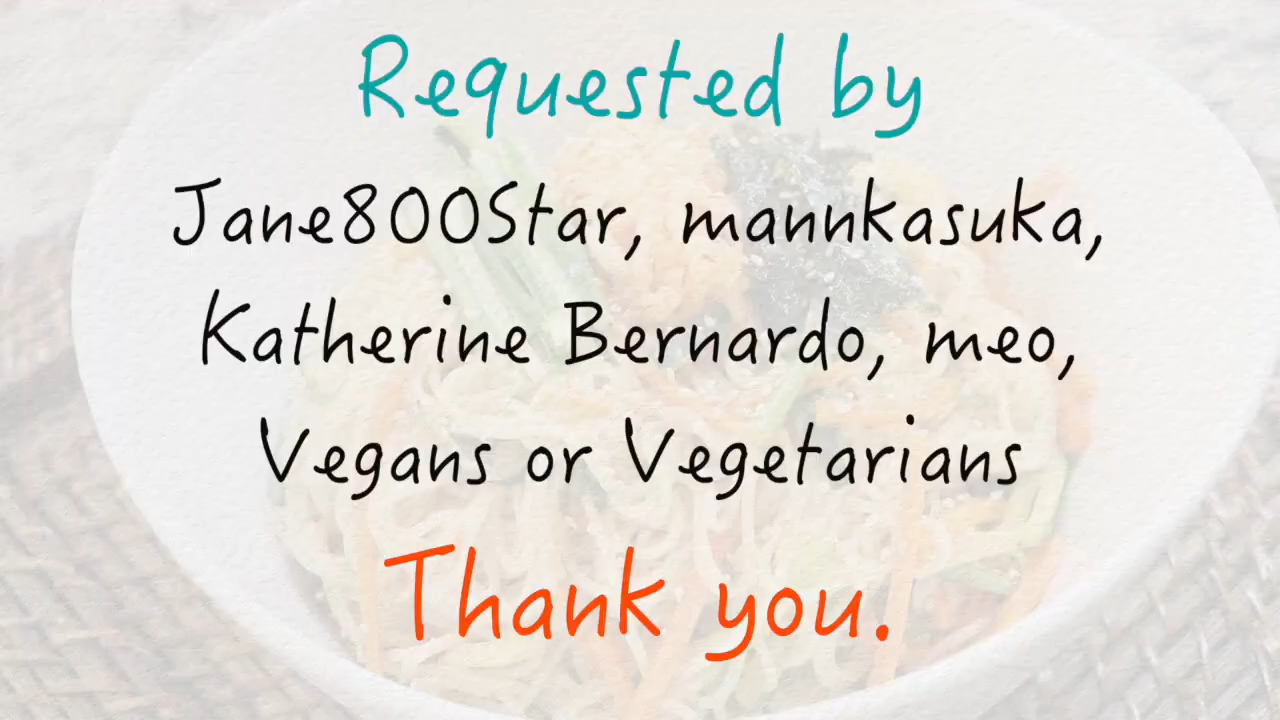 Requested by
Jane800Star, mannkasuka,
Katherine Bernardo, meo,
Vegans or Vegetarians
Thank you.